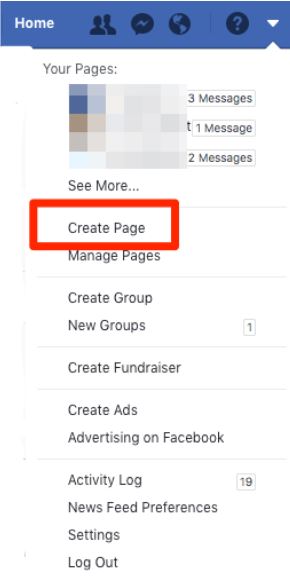 Home
Your Pages:
3 Messages
t 1 Message
2 Messages
See More...
Create Page
Manage Pages
Create Group
New Groups 1
Create Fundraiser
Create Ads
Advertising on Facebook
Activity Log 19
News Feed Preferences
Settings
Log Out